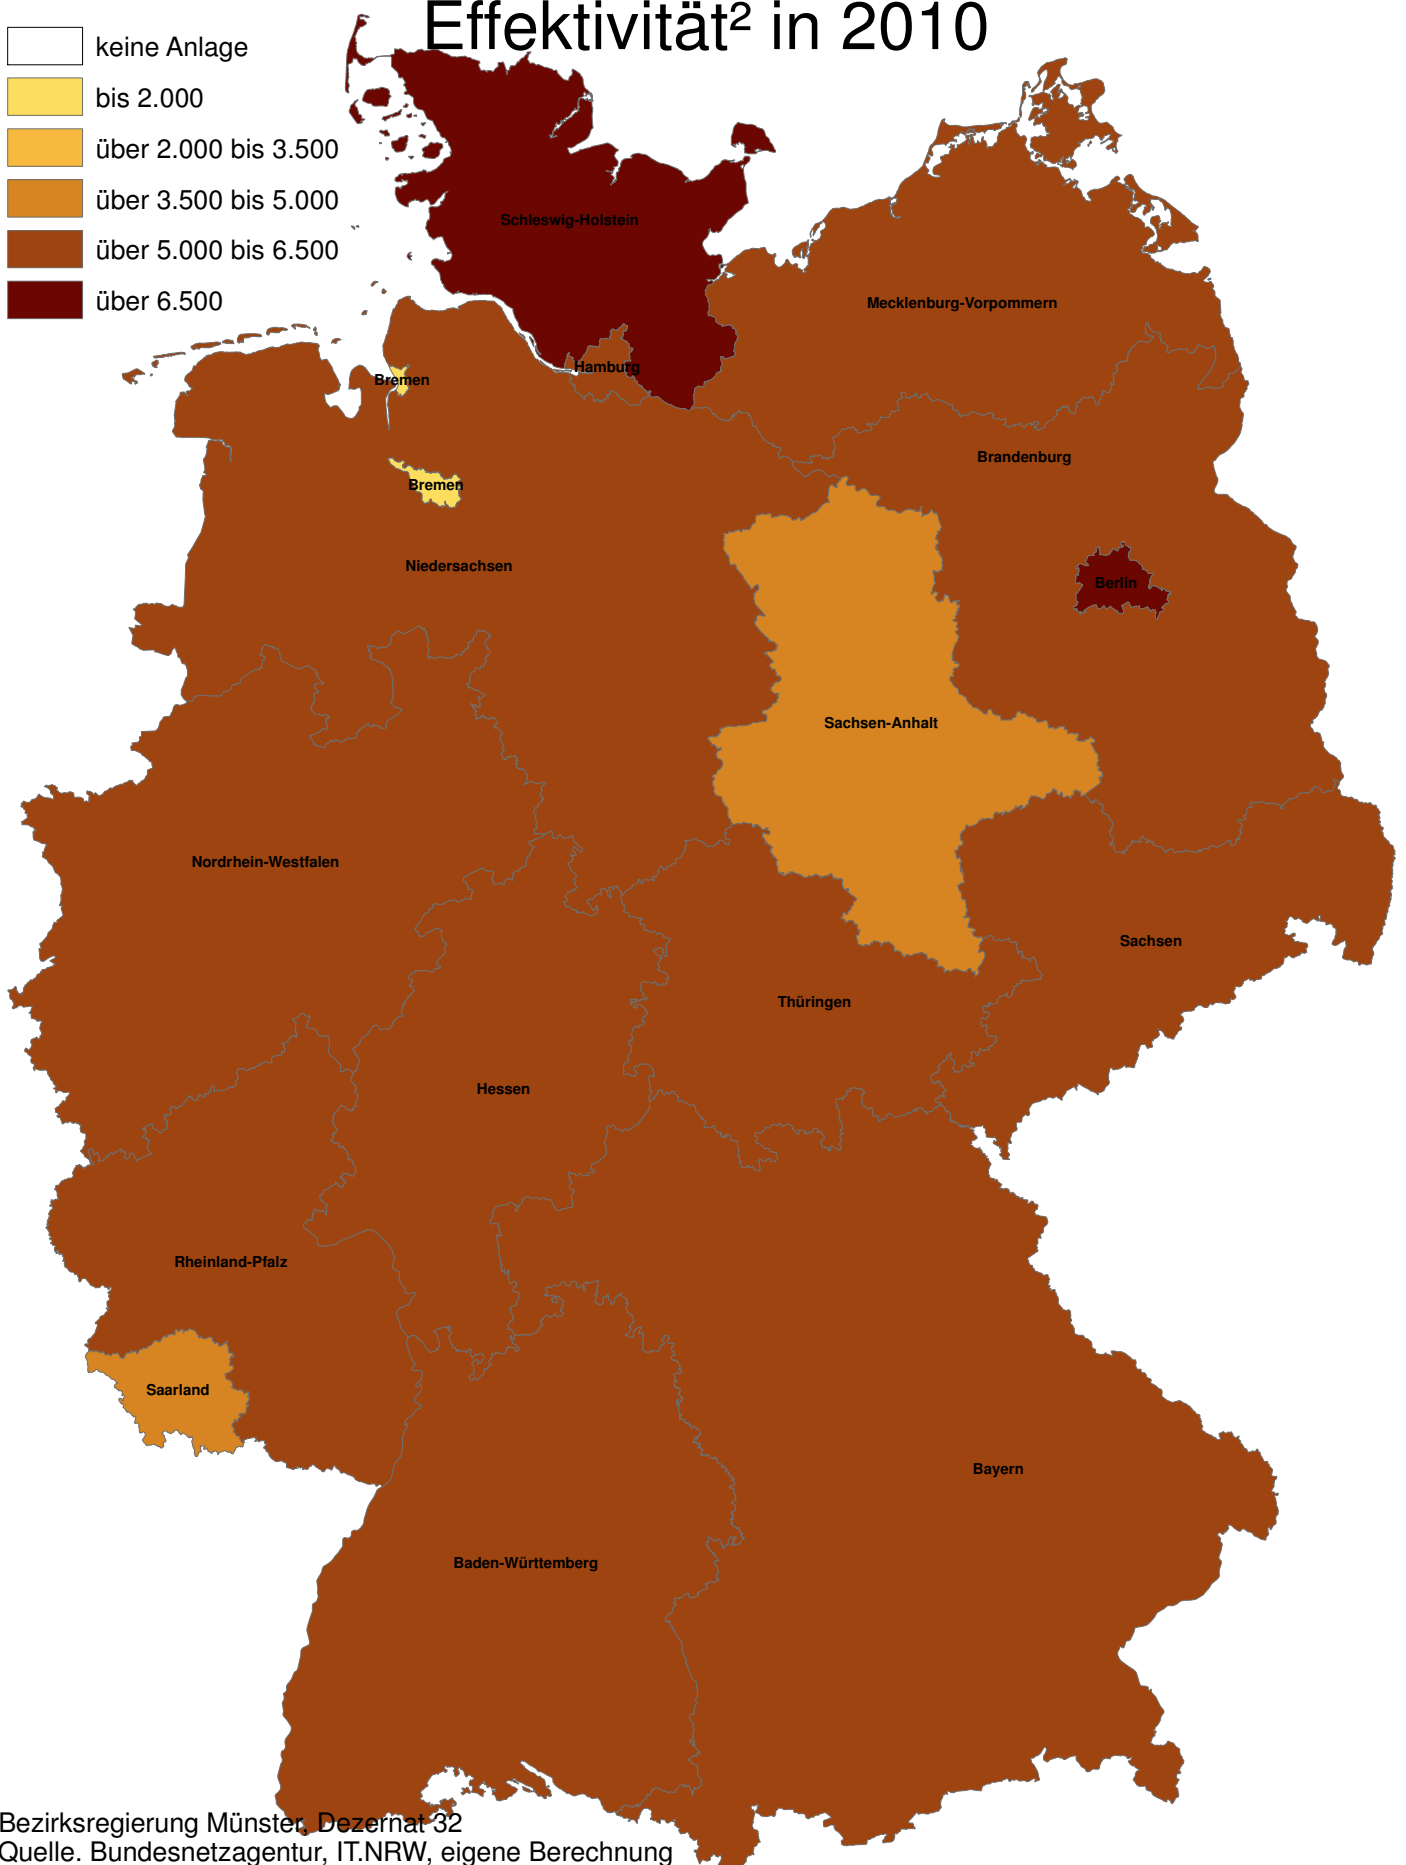 Effektivität² in 2010
keine Anlage
bis 2.000
über 2.000 bis 3.500
über 3.500 bis 5.000
über 5.000 bis 6.500
über 6.500
Schleswig-Holstein
Mecklenburg-Vorpommern
Hamburg
Bremen
Brandenburg
Bremen
Niedersachsen
Berlin
Sachsen-Anhalt
Nordrhein-Westfalen
Sachsen
Thüringen
Hessen
Rheinland-Pfalz
Saarland
Bayern
Baden-Württemberg
Bezirksregierung Münster, Dezernat 32
Quelle. Bundesnetzagentur, IT.NRW, eigene Berechnung